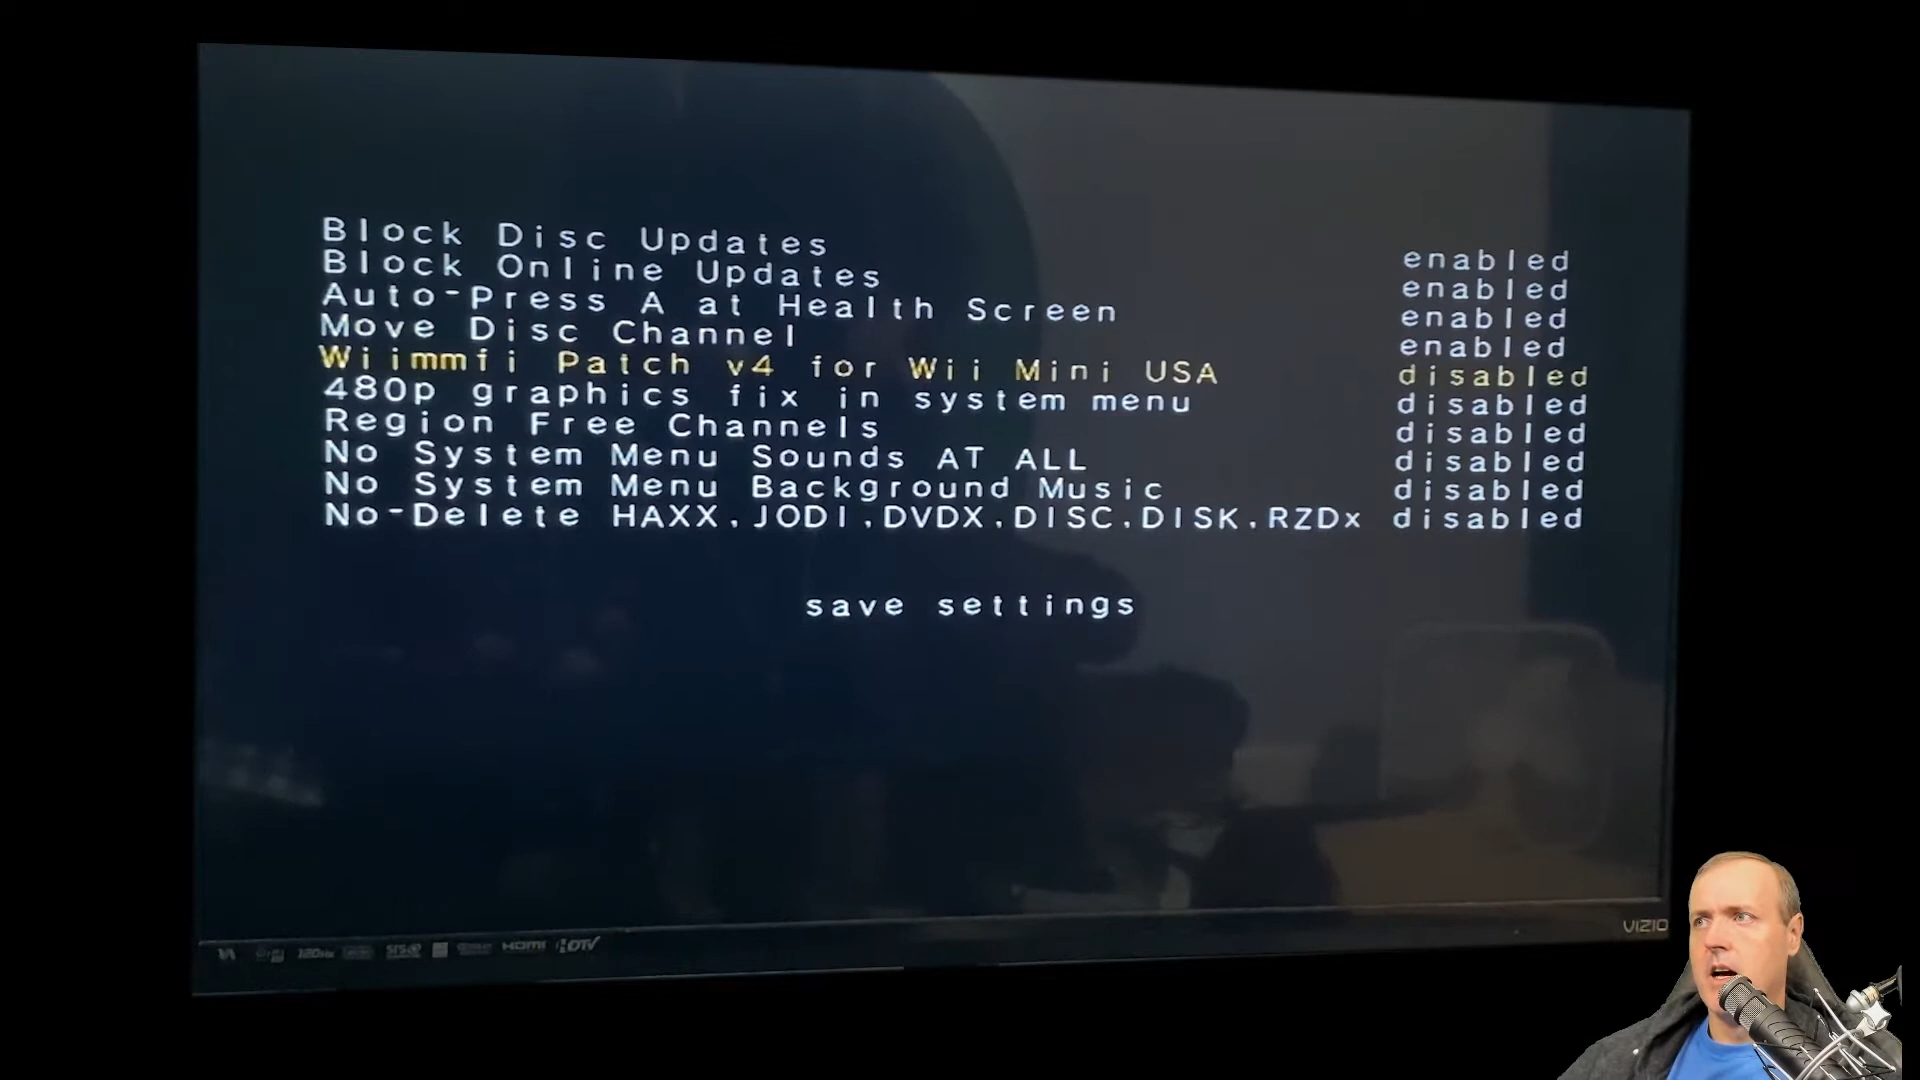 Block Disc Updates enabled
Block Online Updates enabled
Auto-Press A at Health Screen enabled
Move Disc Channel enabled
Wiimmfi Patch v4 for Wii Mini USA disabled
480p graphics fix in system menu disabled
Region Free Channels disabled
No System Menu Sounds AT ALL disabled
No System Menu Background Music disabled
No-Delete HAXX,JODI,DVDX,DISC,DISK,RZDx disabled
save settings
VIZIO
120Hz HDMI HDTV